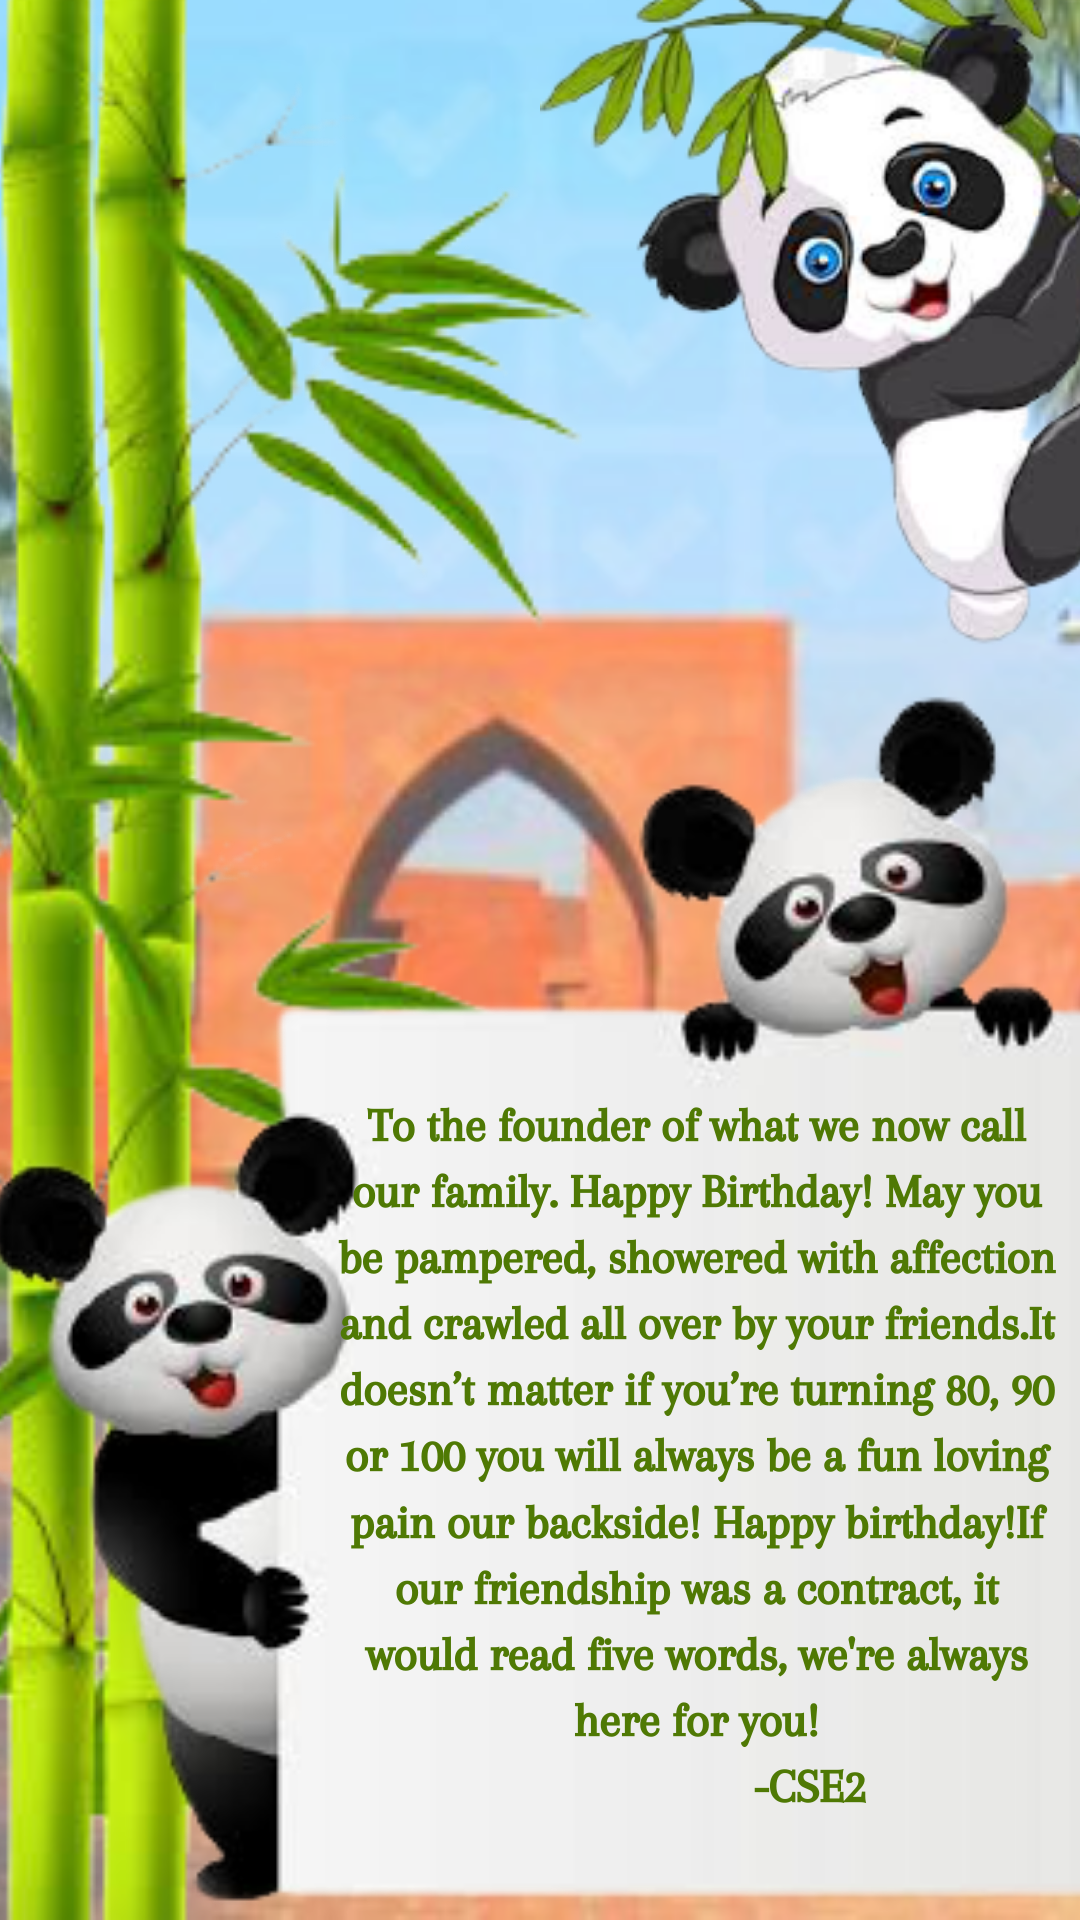 To the founder of what we now call
our family. Happy Birthday! May you
be pampered, showered with affection
and crawled all over by your friends.It
doesn’t matter if you’re turning 80, 90
or 100 you will always be a fun loving
pain our backside! Happy birthday!If
our friendship was a contract, it
would read five words, we're always
here for you!
-CSE2